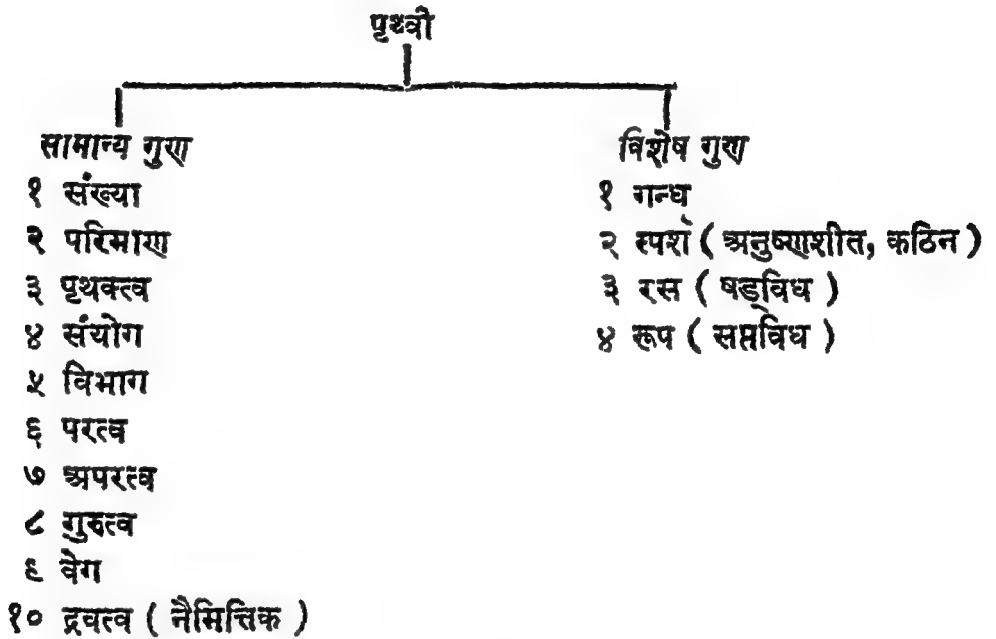 पृथ्वी
सामान्य गुण
१ संख्या
२ परिमाण
३ पृथक्त्व
४ संयोग
५ विभाग
६ परत्व
७ अपरत्व
८ गुरुत्व
९ वेग
१० द्रवत्व ( नैमित्तिक )
विशेष गुण
१ गन्ध
२ स्पर्श ( अनुष्णशीत, कठिन )
३ रस ( षड्विध )
४ रूप ( सप्तविध )